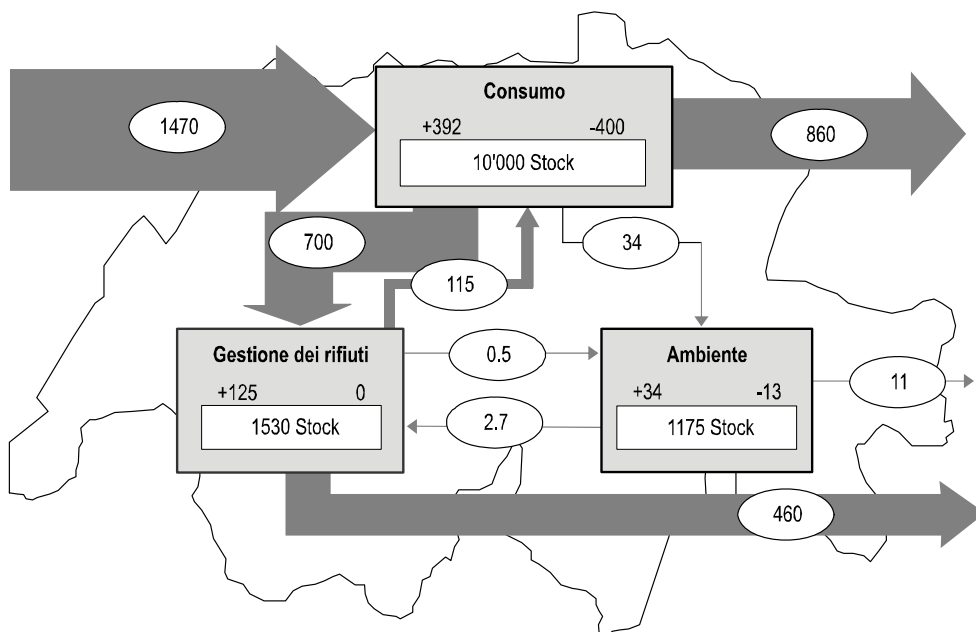 Consumo
+392 -400
10'000 Stock
1470
860
700
34
115
Gestione dei rifiuti
+125 0
1530 Stock
0.5
2.7
Ambiente
+34 -13
1175 Stock
11
460